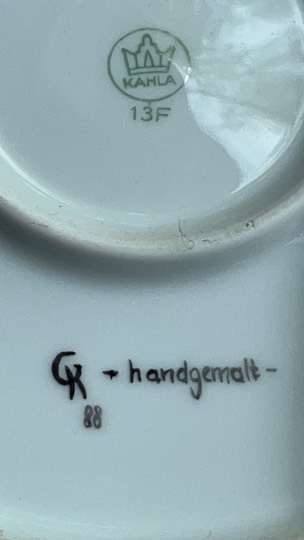 KAHLA
13F
GK - handgemalt -
88